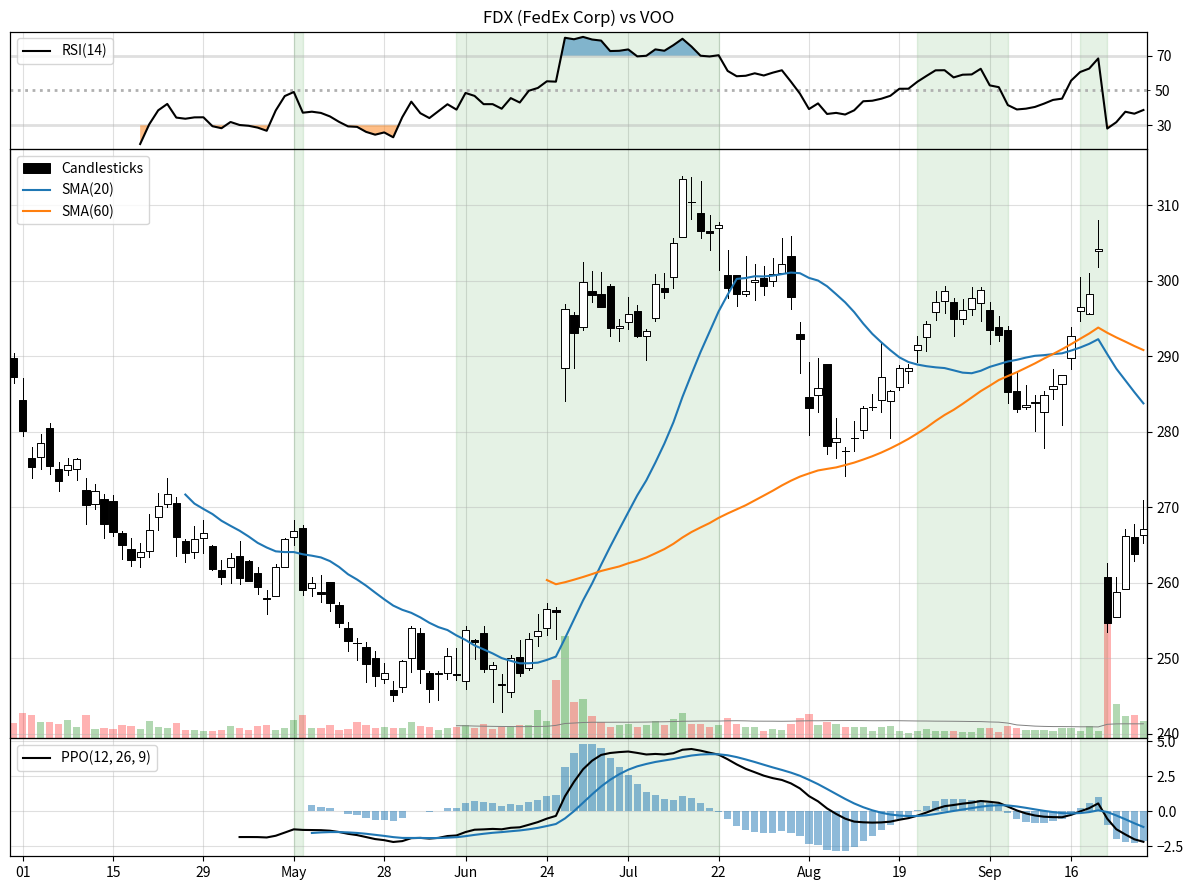 FDX (FedEx Corp) vs VOO
RSI(14)
70
50
30
Candlesticks
SMA(20)
SMA(60)
310
300
290
280
270
260
250
240
PPO(12, 26, 9)
5.0
2.5
0.0
−2.5
01 15 29 May 28 Jun 24 Jul 22 Aug 19 Sep 16